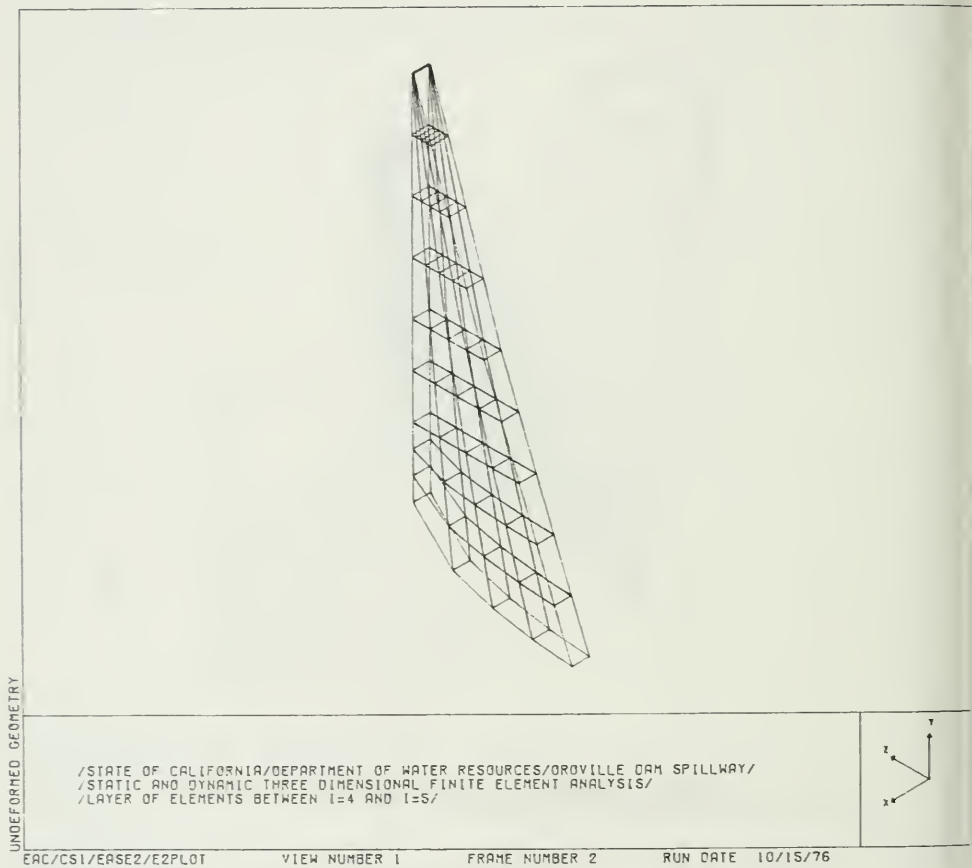 UNDEFORMED GEOMETRY
/STATE OF CALIFORNIA/DEPARTMENT OF WATER RESOURCES/OROVILLE DAM SPILLWAY/
/STATIC AND DYNAMIC THREE DIMENSIONAL FINITE ELEMENT ANALYSIS/
/LAYER OF ELEMENTS BETWEEN I=4 AND I=5/
Y
Z
X
EAC/CS1/EASE2/E2PLOT VIEW NUMBER 1 FRAME NUMBER 2 RUN DATE 10/15/76